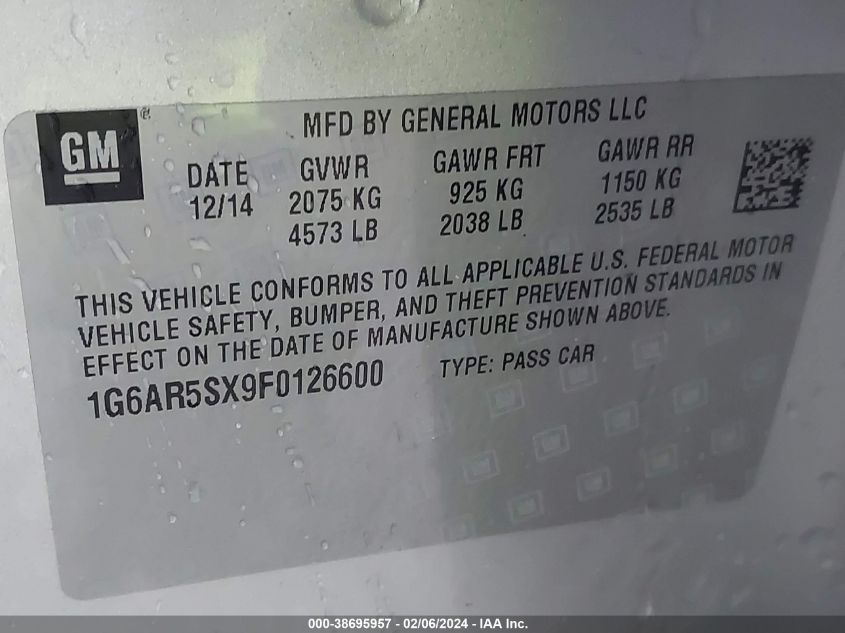 MFD BY GENERAL MOTORS LLC
GM®
DATE GVWR GAWR FRT GAWR RR
12/14 2075 KG 925 KG 1150 KG
4573 LB 2038 LB 2535 LB
THIS VEHICLE CONFORMS TO ALL APPLICABLE U.S. FEDERAL MOTOR
VEHICLE SAFETY, BUMPER, AND THEFT PREVENTION STANDARDS IN
EFFECT ON THE DATE OF MANUFACTURE SHOWN ABOVE.
1G6AR5SX9F0126600 TYPE: PASS CAR
000-38695957 - 02/06/2024 - IAA Inc.